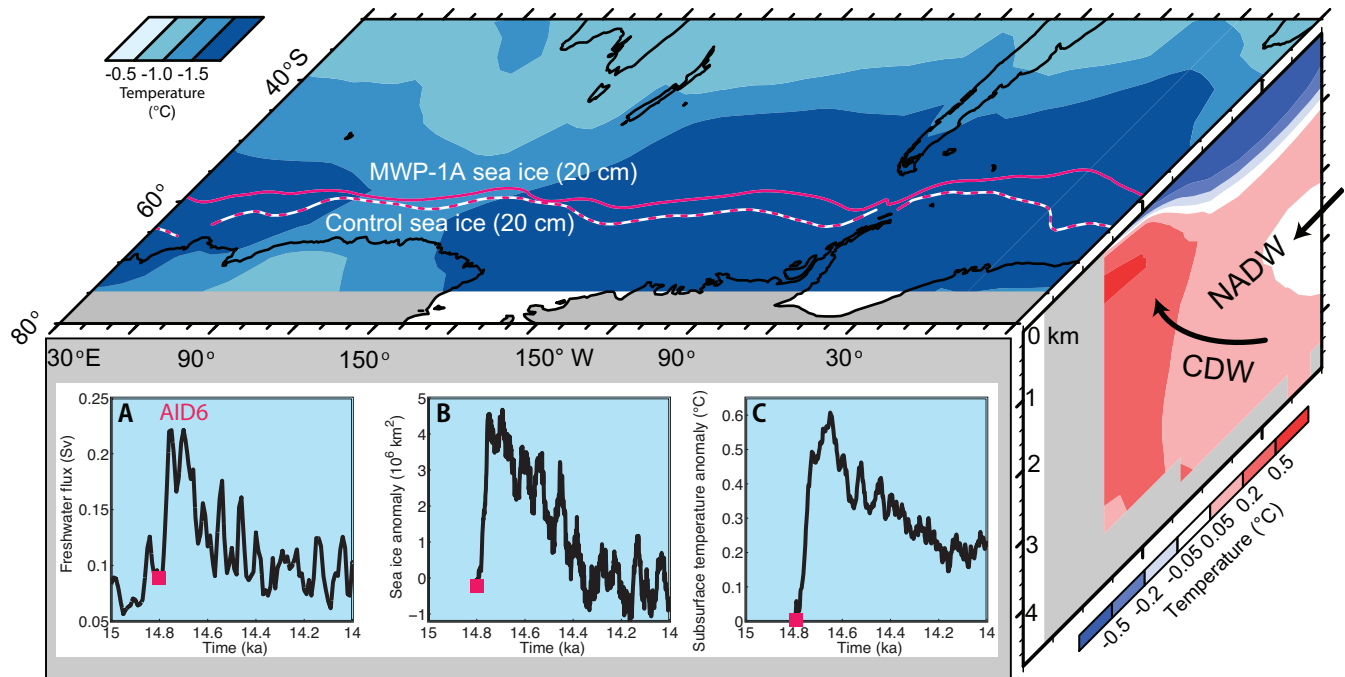 -0.5 -1.0 -1.5
Temperature
(°C)
40°S
60°
80°
MWP-1A sea ice (20 cm)
Control sea ice (20 cm)
30°E 90° 150° 150° W 90° 30°
0 km
1
2
3
4
NADW
CDW
-0.5 -0.2 -0.05 0.05 0.2 0.5
Temperature (°C)
A AID6
Freshwater flux (Sv)
0.25
0.2
0.15
0.1
0.05
15 14.8 14.6 14.4 14.2 14
Time (ka)
B
Sea ice anomaly (10⁶ km²)
5
4
3
2
1
0
−1
15 14.8 14.6 14.4 14.2 14
Time (ka)
C
Subsurface temperature anomaly (°C)
0.6
0.5
0.4
0.3
0.2
0.1
0
15 14.8 14.6 14.4 14.2 14
Time (ka)